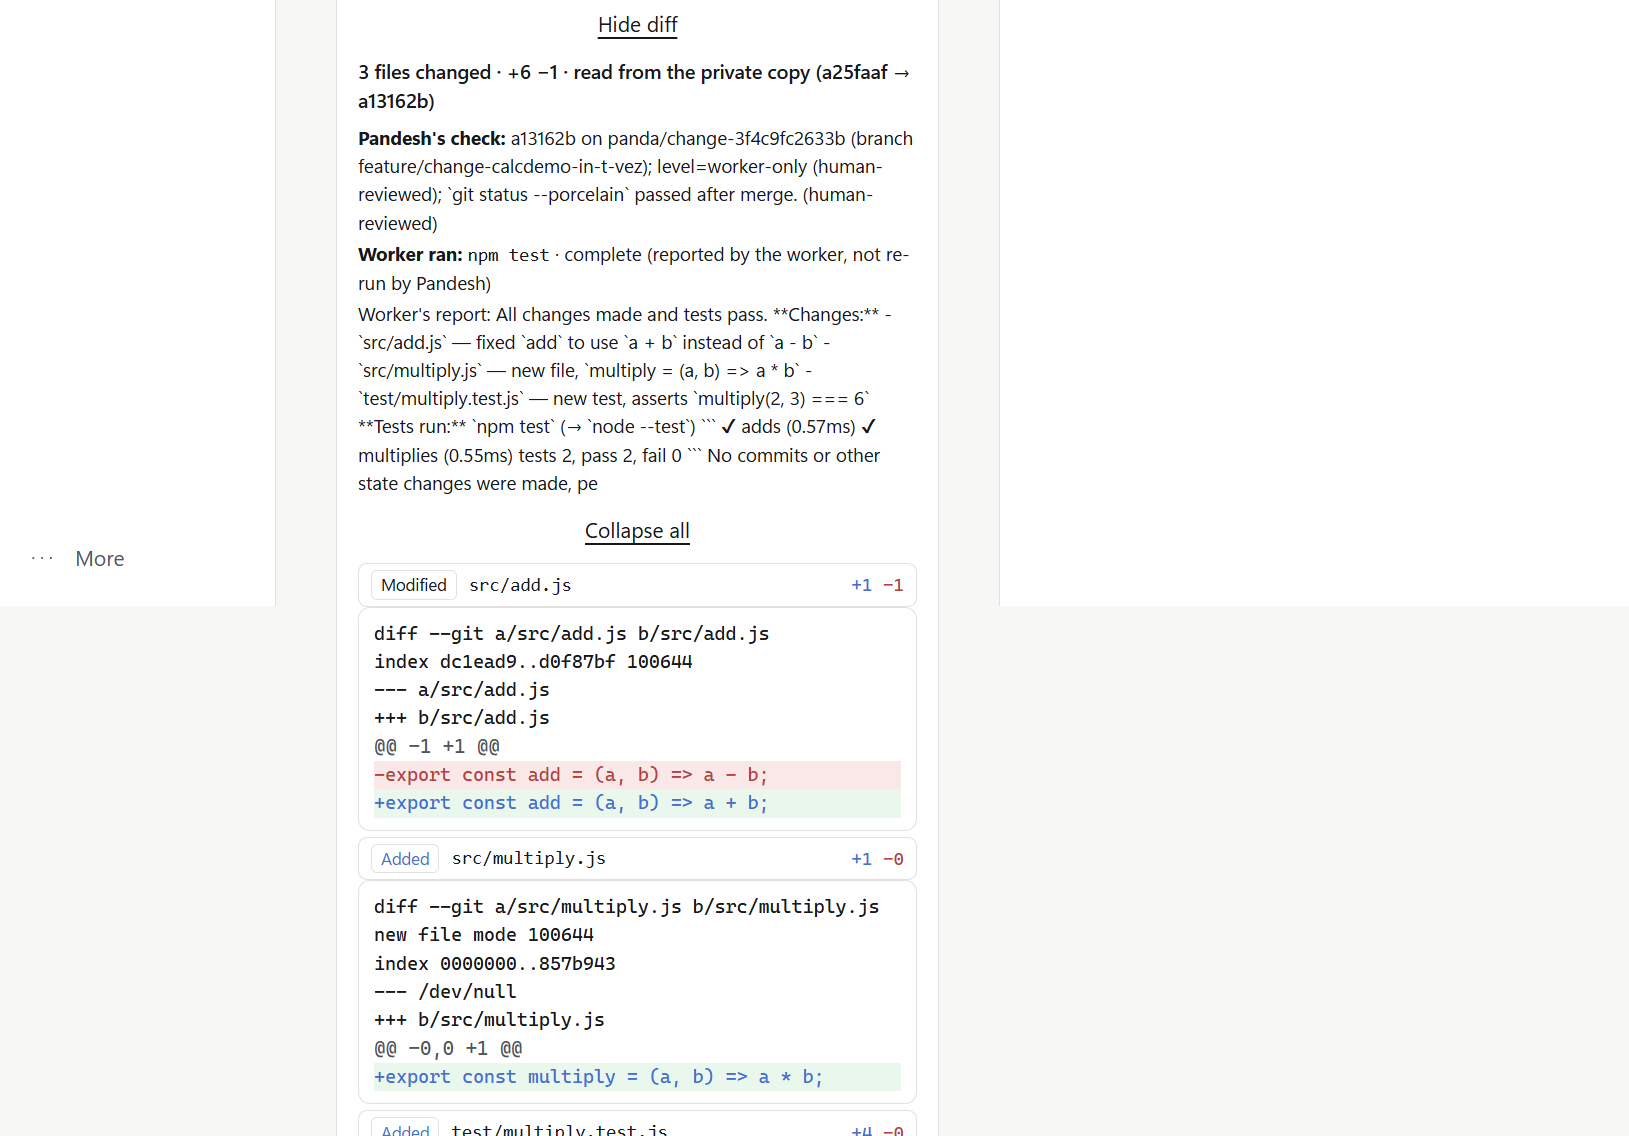 Hide diff
3 files changed · +6 −1 · read from the private copy (a25faaf →
a13162b)
Pandesh's check: a13162b on panda/change-3f4c9fc2633b (branch
feature/change-calcdemo-in-t-vez); level=worker-only (human-
reviewed); `git status --porcelain` passed after merge. (human-
reviewed)
Worker ran: npm test · complete (reported by the worker, not re-
run by Pandesh)
Worker's report: All changes made and tests pass. **Changes:** -
`src/add.js` — fixed `add` to use `a + b` instead of `a - b` -
`src/multiply.js` — new file, `multiply = (a, b) => a * b` -
`test/multiply.test.js` — new test, asserts `multiply(2, 3) === 6`
**Tests run:** `npm test` (→ `node --test`) ``` ✔ adds (0.57ms) ✔
multiplies (0.55ms) tests 2, pass 2, fail 0 ``` No commits or other
state changes were made, pe
Collapse all
··· More
Modified src/add.js +1 −1
diff --git a/src/add.js b/src/add.js
index dc1ead9..d0f87bf 100644
--- a/src/add.js
+++ b/src/add.js
@@ -1 +1 @@
-export const add = (a, b) => a - b;
+export const add = (a, b) => a + b;
Added src/multiply.js +1 −0
diff --git a/src/multiply.js b/src/multiply.js
new file mode 100644
index 0000000..857b943
--- /dev/null
+++ b/src/multiply.js
@@ -0,0 +1 @@
+export const multiply = (a, b) => a * b;
Added test/multiply.test.js +4 −0